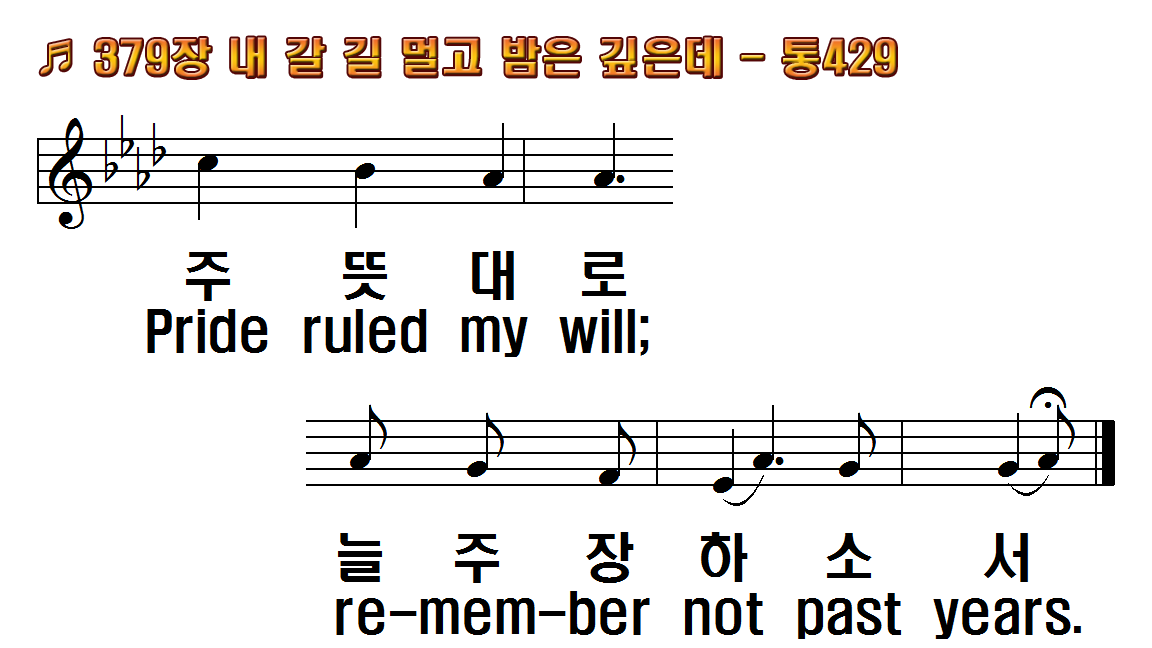 ♬ 379장 내 갈 길 멀고 밤은 깊은데 - 통429
주 뜻 대 로
Pride ruled my will;
늘 주 장 하 소 서
re-mem-ber not past years.